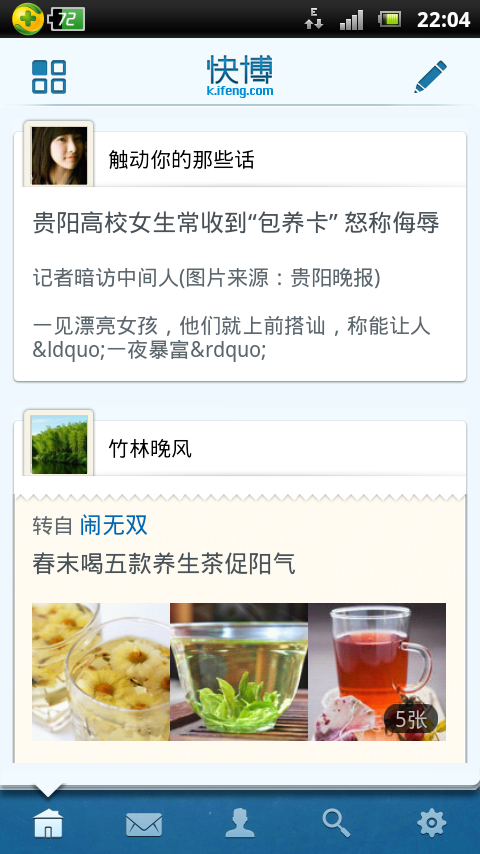 72
E
22:04
快博
k.ifeng.com
触动你的那些话
贵阳高校女生常收到“包养卡” 怒称侮辱
记者暗访中间人(图片来源：贵阳晚报)
一见漂亮女孩，他们就上前搭讪，称能让人
&ldquo;一夜暴富&rdquo;
竹林晚风
转自 闹无双
春末喝五款养生茶促阳气
5张